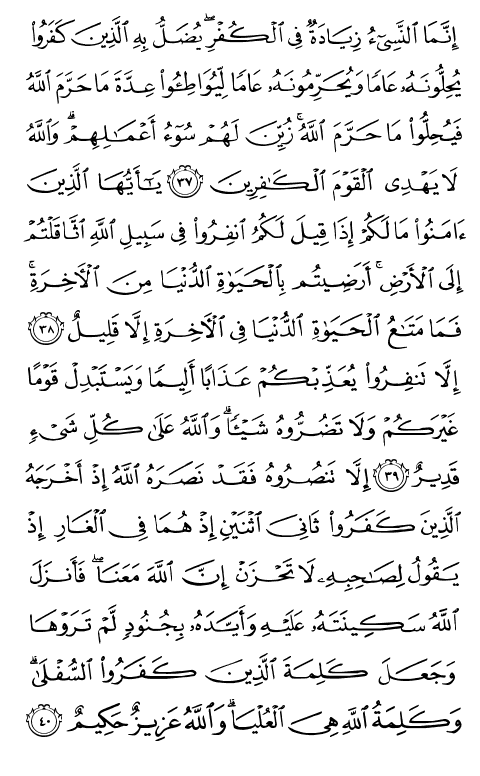 إِنَّمَا ٱلنَّسِىٓءُ زِيَادَةٌۭ فِى ٱلْكُفْرِ ۖ يُضَلُّ بِهِ ٱلَّذِينَ كَفَرُوا۟
يُحِلُّونَهُۥ عَامًۭا وَيُحَرِّمُونَهُۥ عَامًۭا لِّيُوَاطِـُٔوا۟ عِدَّةَ مَا حَرَّمَ ٱللَّهُ
فَيُحِلُّوا۟ مَا حَرَّمَ ٱللَّهُ ۚ زُيِّنَ لَهُمْ سُوٓءُ أَعْمَـٰلِهِمْ ۗ وَٱللَّهُ
لَا يَهْدِى ٱلْقَوْمَ ٱلْكَـٰفِرِينَ ٣٧ يَـٰٓأَيُّهَا ٱلَّذِينَ
ءَامَنُوا۟ مَا لَكُمْ إِذَا قِيلَ لَكُمُ ٱنفِرُوا۟ فِى سَبِيلِ ٱللَّهِ ٱثَّاقَلْتُمْ
إِلَى ٱلْأَرْضِ ۚ أَرَضِيتُم بِٱلْحَيَوٰةِ ٱلدُّنْيَا مِنَ ٱلْـَٔاخِرَةِ ۚ
فَمَا مَتَـٰعُ ٱلْحَيَوٰةِ ٱلدُّنْيَا فِى ٱلْـَٔاخِرَةِ إِلَّا قَلِيلٌ ٣٨
إِلَّا تَنفِرُوا۟ يُعَذِّبْكُمْ عَذَابًا أَلِيمًۭا وَيَسْتَبْدِلْ قَوْمًا
غَيْرَكُمْ وَلَا تَضُرُّوهُ شَيْـًۭٔا ۗ وَٱللَّهُ عَلَىٰ كُلِّ شَىْءٍۢ
قَدِيرٌ ٣٩ إِلَّا تَنصُرُوهُ فَقَدْ نَصَرَهُ ٱللَّهُ إِذْ أَخْرَجَهُ
ٱلَّذِينَ كَفَرُوا۟ ثَانِىَ ٱثْنَيْنِ إِذْ هُمَا فِى ٱلْغَارِ إِذْ
يَقُولُ لِصَـٰحِبِهِۦ لَا تَحْزَنْ إِنَّ ٱللَّهَ مَعَنَا ۖ فَأَنزَلَ
ٱللَّهُ سَكِينَتَهُۥ عَلَيْهِ وَأَيَّدَهُۥ بِجُنُودٍۢ لَّمْ تَرَوْهَا
وَجَعَلَ كَلِمَةَ ٱلَّذِينَ كَفَرُوا۟ ٱلسُّفْلَىٰ ۗ
وَكَلِمَةُ ٱللَّهِ هِىَ ٱلْعُلْيَا ۗ وَٱللَّهُ عَزِيزٌ حَكِيمٌ ٤٠